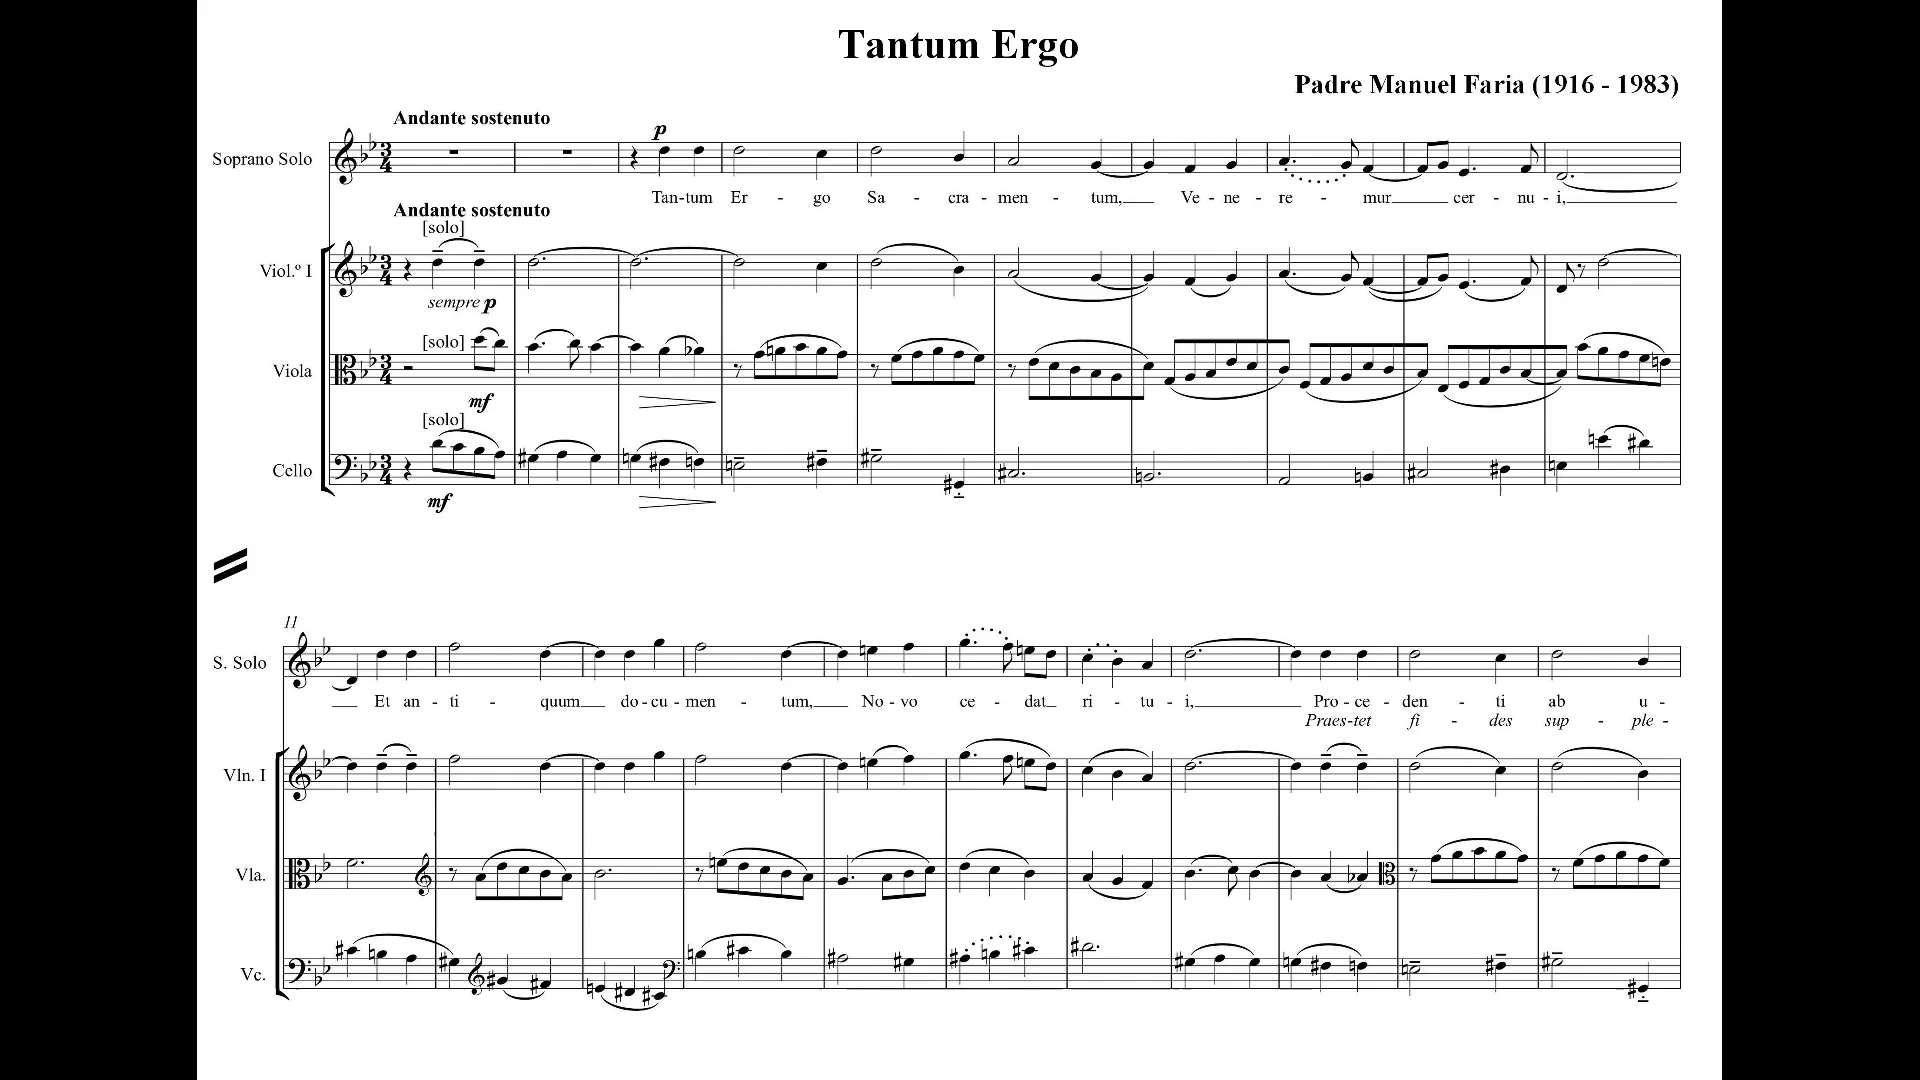 Tantum Ergo
Padre Manuel Faria (1916 - 1983)
Andante sostenuto
p
Soprano Solo
Tan-tum Er - go Sa - cra - men - tum, Ve - ne - re - mur cer - nu - i,
Andante sostenuto
[solo]
Viol.º I
sempre p
[solo]
Viola
mf
[solo]
Cello
mf
11
S. Solo
Et an - ti - quum do - cu - men - tum, No - vo ce - dat ri - tu - i, Pro - ce - den - ti ab u -
Praes-tet fi - des sup - ple -
Vln. I
Vla.
Vc.